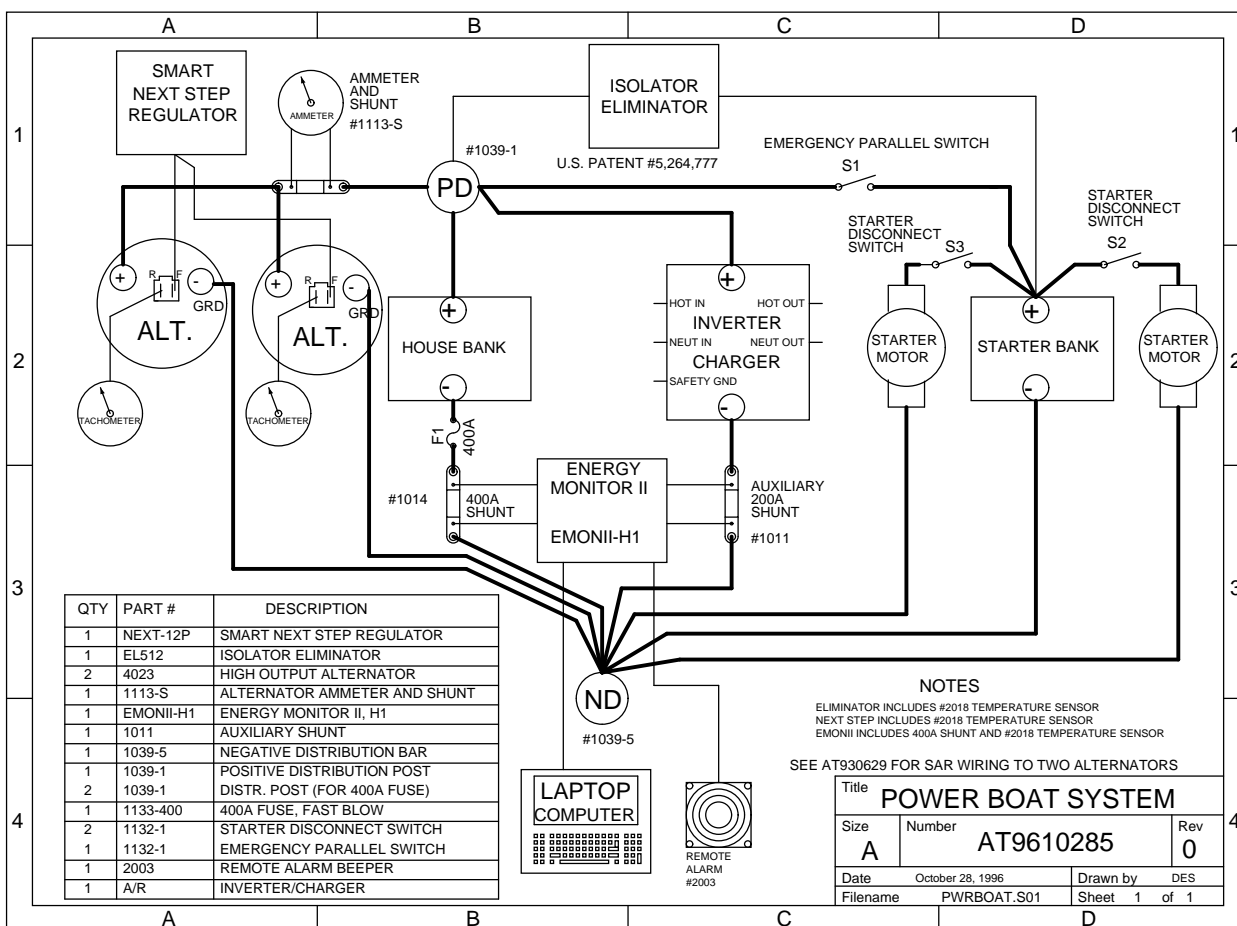 A
B
C
D
1
2
3
4
1
2
3
4
A
B
C
D
SMART
NEXT STEP
REGULATOR
AMMETER
AMMETER
AND
SHUNT
#1113-S
ISOLATOR
ELIMINATOR
U.S. PATENT #5,264,777
#1039-1
PD
EMERGENCY PARALLEL SWITCH
S1
STARTER
DISCONNECT
SWITCH
S3
STARTER
DISCONNECT
SWITCH
S2
+
R
F
-
GRD
ALT.
TACHOMETER
+
R
F
-
GRD
ALT.
TACHOMETER
+
HOUSE BANK
-
F1
400A
+
HOT IN
HOT OUT
INVERTER
NEUT IN
NEUT OUT
CHARGER
SAFETY GND
-
STARTER
MOTOR
+
STARTER BANK
-
STARTER
MOTOR
#1014
400A
SHUNT
ENERGY
MONITOR II
EMONII-H1
AUXILIARY
200A
SHUNT
#1011
ND
#1039-5
LAPTOP
COMPUTER
REMOTE
ALARM
#2003
QTY PART # DESCRIPTION
1 NEXT-12P SMART NEXT STEP REGULATOR
1 EL512 ISOLATOR ELIMINATOR
2 4023 HIGH OUTPUT ALTERNATOR
1 1113-S ALTERNATOR AMMETER AND SHUNT
1 EMONII-H1 ENERGY MONITOR II, H1
1 1011 AUXILIARY SHUNT
1 1039-5 NEGATIVE DISTRIBUTION BAR
1 1039-1 POSITIVE DISTRIBUTION POST
2 1039-1 DISTR. POST (FOR 400A FUSE)
1 1133-400 400A FUSE, FAST BLOW
2 1132-1 STARTER DISCONNECT SWITCH
1 1132-1 EMERGENCY PARALLEL SWITCH
1 2003 REMOTE ALARM BEEPER
1 A/R INVERTER/CHARGER
NOTES
ELIMINATOR INCLUDES #2018 TEMPERATURE SENSOR
NEXT STEP INCLUDES #2018 TEMPERATURE SENSOR
EMONII INCLUDES 400A SHUNT AND #2018 TEMPERATURE SENSOR
SEE AT930629 FOR SAR WIRING TO TWO ALTERNATORS
Title POWER BOAT SYSTEM
Size A Number AT9610285 Rev 0
Date October 28, 1996 Drawn by DES
Filename PWRBOAT.S01 Sheet 1 of 1